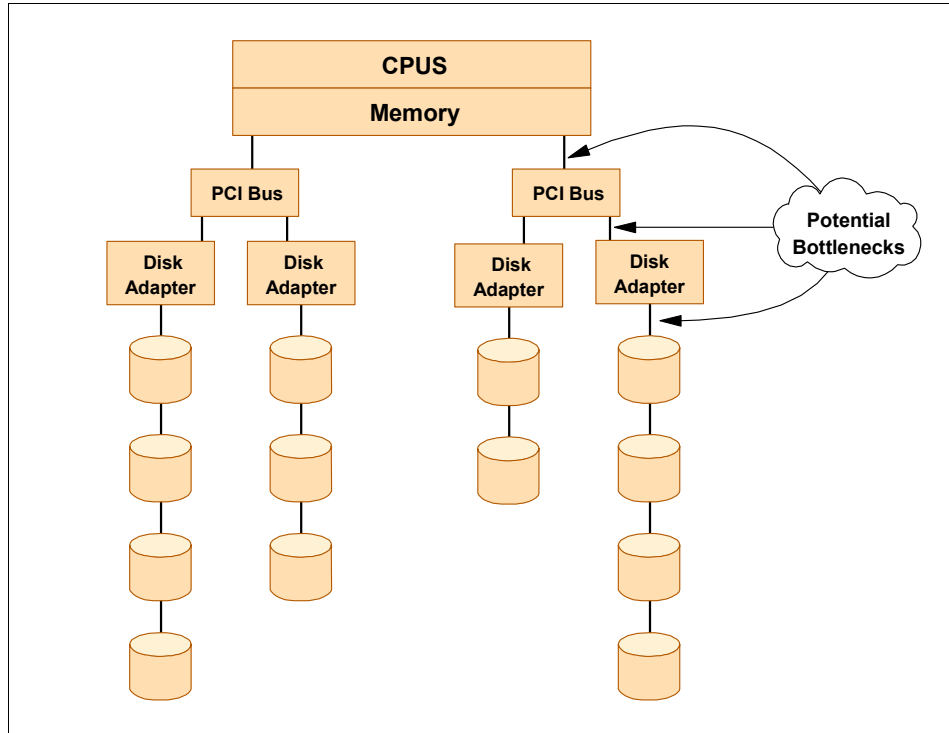 CPUS
Memory
PCI Bus
PCI Bus
Potential
Bottlenecks
Disk
Adapter
Disk
Adapter
Disk
Adapter
Disk
Adapter